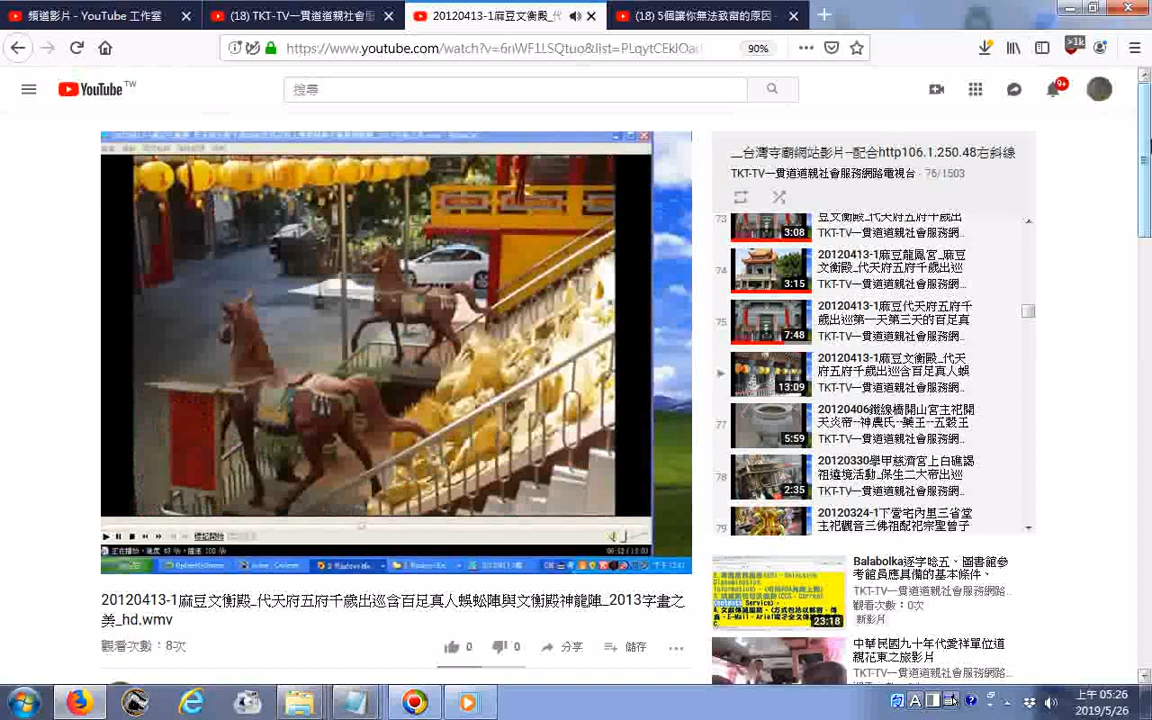 頻道影片 - YouTube 工作室
(18) TKT-TV一貫道道親社會服
20120413-1麻豆文衡殿_代
(18) 5個讓你無法致富的原因 -
90%
>1k
YouTube TW
搜尋
9+
二台灣寺廟網站影片--配合http106.1.250.48右斜線
TKT-TV一貫道道親社會服務網路電視台 - 76/1503
73
豆文衡殿_代天府五府千歲出
TKT-TV一貫道道親社會服務網...
3:08
74
20120413-1麻豆龍鳳宮_麻豆
文衡殿_代天府五府千歲出巡
TKT-TV一貫道道親社會服務網...
3:15
75
20120413-1麻豆代天府五府千
歲出巡第一天第三天的百足真
TKT-TV一貫道道親社會服務網...
7:48
20120413-1麻豆文衡殿_代天
府五府千歲出巡含百足真人蜈
TKT-TV一貫道道親社會服務網...
13:09
77
20120406鐵線橋開山宮主祀開
天炎帝--神農氏--藥王--五穀王
TKT-TV一貫道道親社會服務網...
5:59
78
20120330學甲慈濟宮上白礁謁
祖遶境活動_保生二大帝出巡
TKT-TV一貫道道親社會服務網...
2:35
79
20120324-1下營宅內里三省堂
主祀觀音三佛祖配祀宗聖曾子
標記開始
20120413-1麻豆文衡殿_代天府五府千歲出巡含百足真人蜈蚣陣與文衡殿神龍陣_2013字畫之
美_hd.wmv
觀看次數：8次
0
0
分享
儲存
Balabolka逐字唸五、圖書館參
考館員應具備的基本條件、
TKT-TV一貫道道親社會服務網路...
觀看次數：0次
新影片
23:18
中華民國九十年代愛祥單位道
親花東之旅影片
TKT-TV一貫道道親社會服務網路...
上午 05:26
2019/5/26